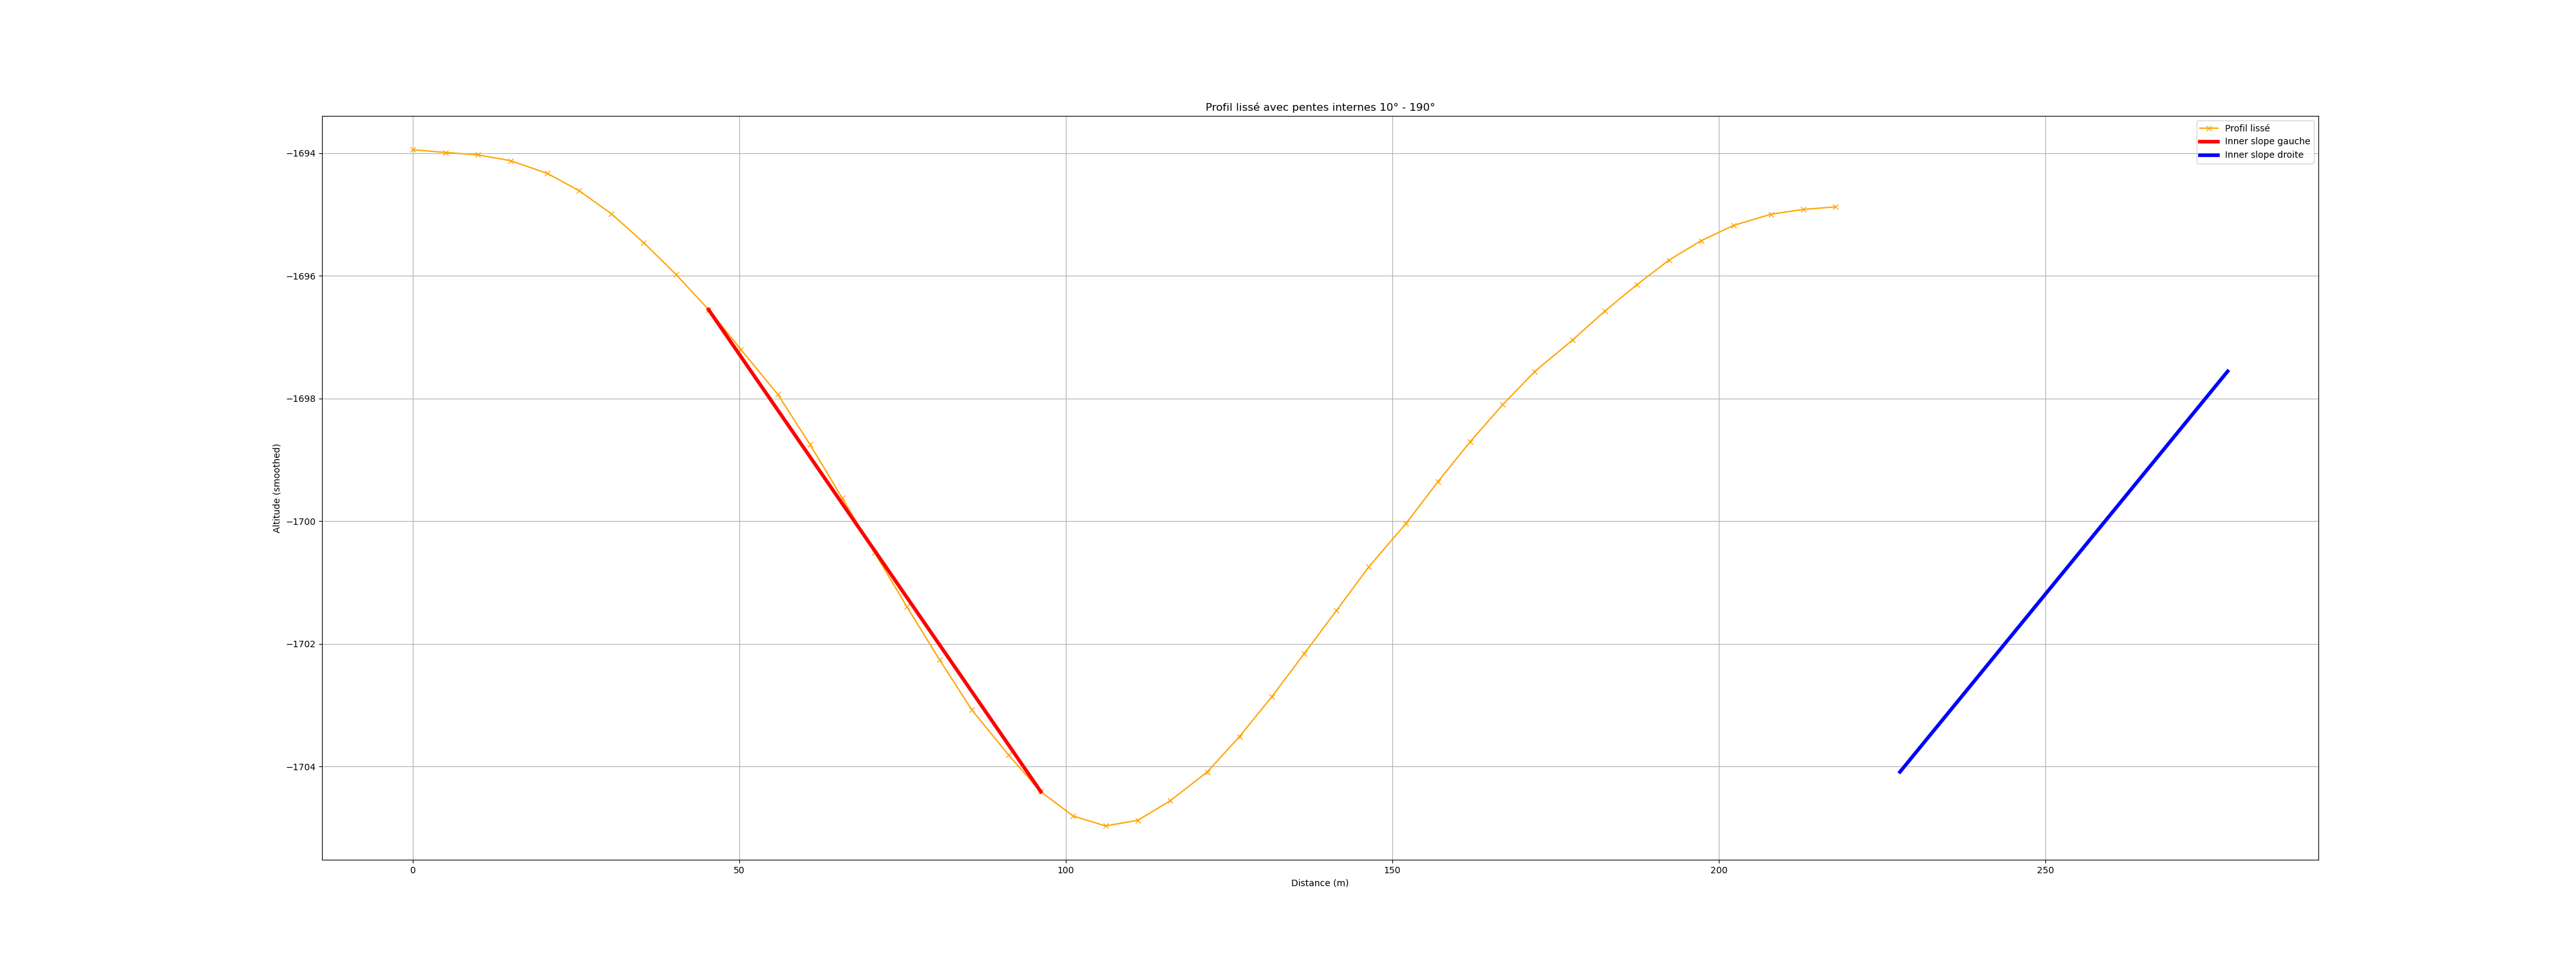 Profil lissé avec pentes internes 10° - 190°
Profil lissé
Inner slope gauche
Inner slope droite
Altitude (smoothed)
−1694
−1696
−1698
−1700
−1702
−1704
0
50
100
150
200
250
Distance (m)